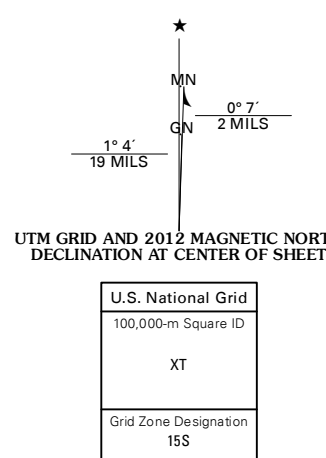 MN
GN
0° 7´
2 MILS
1° 4´
19 MILS
UTM GRID AND 2012 MAGNETIC NORT
DECLINATION AT CENTER OF SHEET
U.S. National Grid
100,000-m Square ID
XT
Grid Zone Designation
15S